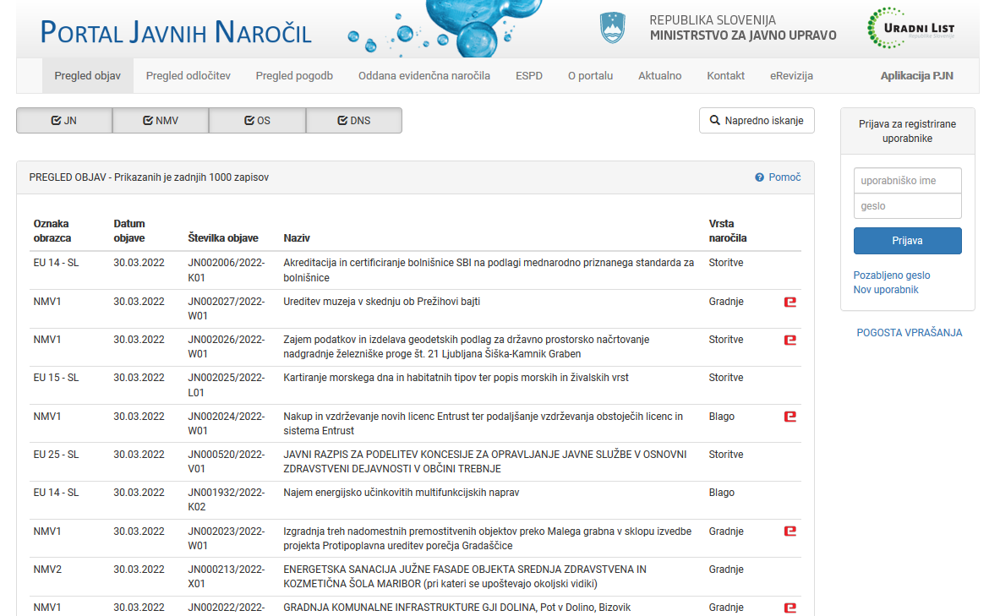 PORTAL JAVNIH NAROČIL
REPUBLIKA SLOVENIJA
MINISTRSTVO ZA JAVNO UPRAVO
URADNI LIST
Republike Slovenije
Pregled objav Pregled odločitev Pregled pogodb Oddana evidenčna naročila ESPD O portalu Aktualno Kontakt eRevizija Aplikacija PJN
JN NMV OS DNS Napredno iskanje
Prijava za registrirane
uporabnike
uporabniško ime
geslo
Prijava
Pozabljeno geslo
Nov uporabnik
POGOSTA VPRAŠANJA
PREGLED OBJAV - Prikazanih je zadnjih 1000 zapisov Pomoč
Oznaka obrazca Datum objave Številka objave Naziv Vrsta naročila
EU 14 - SL 30.03.2022 JN002006/2022- Akreditacija in certificiranje bolnišnice SBI na podlagi mednarodno priznanega standarda za Storitve
K01 bolnišnice
NMV1 30.03.2022 JN002027/2022- Ureditev muzeja v skednju ob Prežihovi bajti Gradnje
W01
NMV1 30.03.2022 JN002026/2022- Zajem podatkov in izdelava geodetskih podlag za državno prostorsko načrtovanje Storitve
W01 nadgradnje železniške proge št. 21 Ljubljana Šiška-Kamnik Graben
EU 15 - SL 30.03.2022 JN002025/2022- Kartiranje morskega dna in habitatnih tipov ter popis morskih in živalskih vrst Storitve
L01
NMV1 30.03.2022 JN002024/2022- Nakup in vzdrževanje novih licenc Entrust ter podaljšanje vzdrževanja obstoječih licenc in Blago
W01 sistema Entrust
EU 25 - SL 30.03.2022 JN000520/2022- JAVNI RAZPIS ZA PODELITEV KONCESIJE ZA OPRAVLJANJE JAVNE SLUŽBE V OSNOVNI Storitve
V01 ZDRAVSTVENI DEJAVNOSTI V OBČINI TREBNJE
EU 14 - SL 30.03.2022 JN001932/2022- Najem energijsko učinkovitih multifunkcijskih naprav Blago
K02
NMV1 30.03.2022 JN002023/2022- Izgradnja treh nadomestnih premostitvenih objektov preko Malega grabna v sklopu izvedbe Gradnje
W01 projekta Protipoplavna ureditev porečja Gradaščice
NMV2 30.03.2022 JN000213/2022- ENERGETSKA SANACIJA JUŽNE FASADE OBJEKTA SREDNJA ZDRAVSTVENA IN Gradnje
X01 KOZMETIČNA ŠOLA MARIBOR (pri kateri se upoštevajo okoljski vidiki)
NMV1 30.03.2022 JN002022/2022- GRADNJA KOMUNALNE INFRASTRUKTURE GJI DOLINA, Pot v Dolino, Bizovik Gradnje